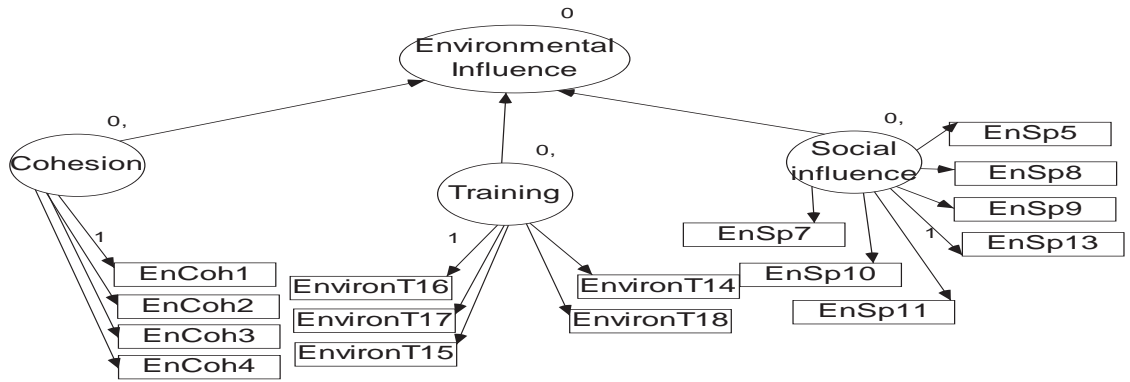 0
Environmental
Influence
0,
Cohesion
0,
Training
0,
Social
influence
EnSp5
EnSp8
EnSp9
1
EnSp13
EnSp7
EnSp10
EnSp11
1
EnCoh1
EnCoh2
EnCoh3
EnCoh4
1
EnvironT16
EnvironT17
EnvironT15
EnvironT14
EnvironT18